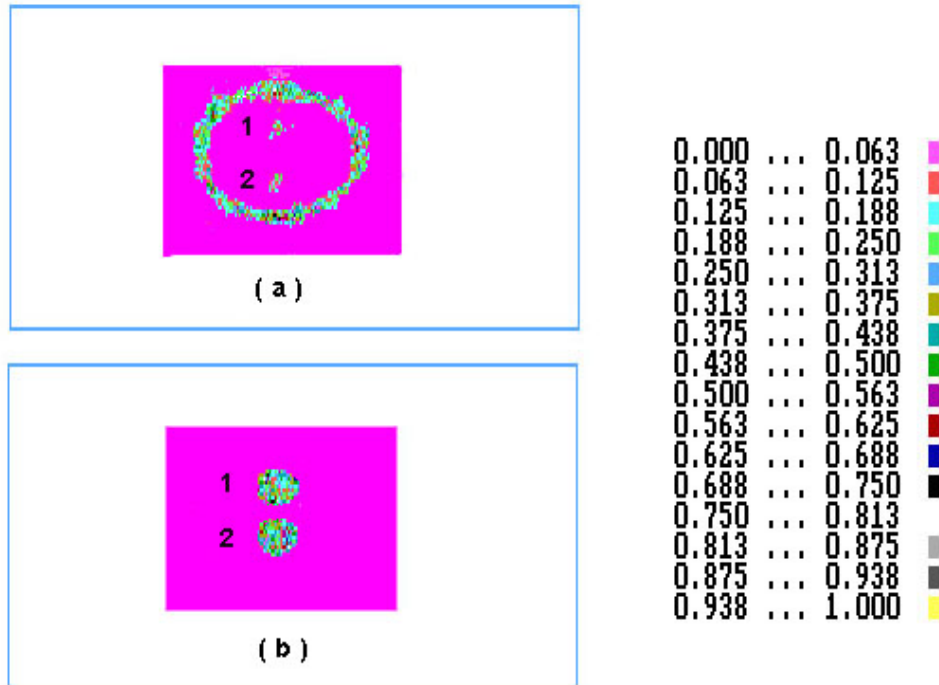 1
2
( a )
1
2
( b )
0.000 ... 0.063
0.063 ... 0.125
0.125 ... 0.188
0.188 ... 0.250
0.250 ... 0.313
0.313 ... 0.375
0.375 ... 0.438
0.438 ... 0.500
0.500 ... 0.563
0.563 ... 0.625
0.625 ... 0.688
0.688 ... 0.750
0.750 ... 0.813
0.813 ... 0.875
0.875 ... 0.938
0.938 ... 1.000